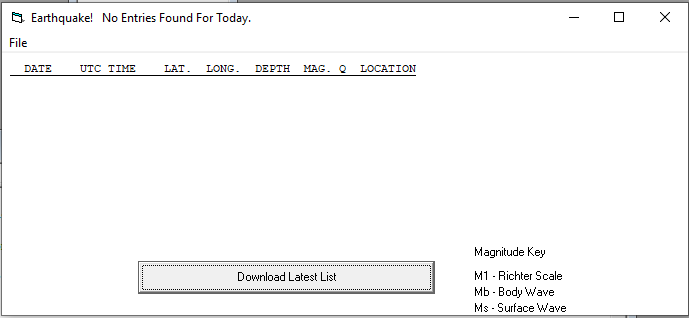 Earthquake!   No Entries Found For Today.
File
DATE    UTC TIME    LAT.  LONG.  DEPTH  MAG. Q  LOCATION
Magnitude Key
Download Latest List
M1 - Richter Scale
Mb - Body Wave
Ms - Surface Wave